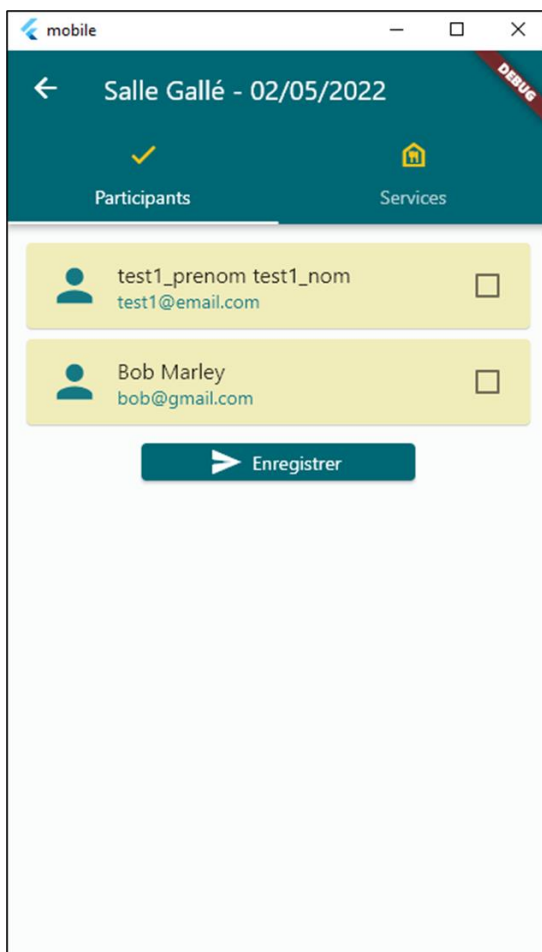 mobile
DEBUG
Salle Gallé - 02/05/2022
Participants
Services
test1_prenom test1_nom
test1@email.com
Bob Marley
bob@gmail.com
Enregistrer